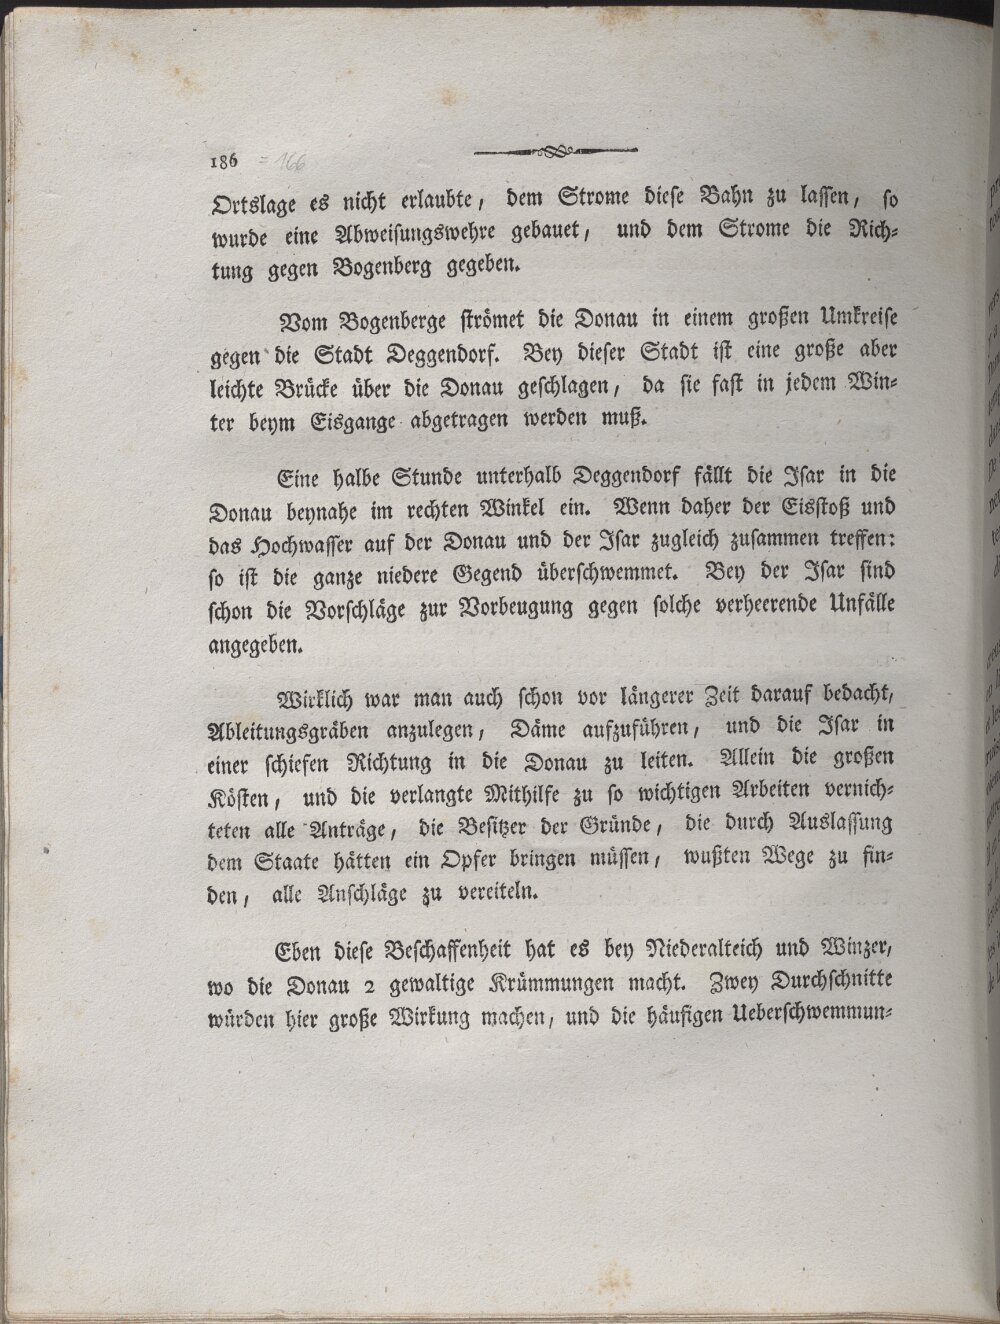 186 = 166
Ortslage es nicht erlaubte, dem Strome diese Bahn zu lassen, so
wurde eine Abweisungswehre gebauet, und dem Strome die Rich-
tung gegen Bogenberg gegeben.
Vom Bogenberge strömet die Donau in einem großen Umkreise
gegen die Stadt Deggendorf. Bey dieser Stadt ist eine große aber
leichte Brücke über die Donau geschlagen, da sie fast in jedem Win-
ter beym Eisgange abgetragen werden muß.
Eine halbe Stunde unterhalb Deggendorf fällt die Isar in die
Donau beynahe im rechten Winkel ein. Wenn daher der Eisstoß und
das Hochwasser auf der Donau und der Isar zugleich zusammen treffen:
so ist die ganze niedere Gegend überschwemmet. Bey der Isar sind
schon die Vorschläge zur Vorbeugung gegen solche verheerende Unfälle
angegeben.
Wirklich war man auch schon vor längerer Zeit darauf bedacht,
Ableitungsgräben anzulegen, Däme aufzuführen, und die Isar in
einer schiefen Richtung in die Donau zu leiten. Allein die großen
Kösten, und die verlangte Mithilfe zu so wichtigen Arbeiten vernich-
teten alle Anträge, die Besitzer der Gründe, die durch Auslassung
dem Staate hätten ein Opfer bringen müssen, wußten Wege zu fin-
den, alle Anschläge zu vereiteln.
Eben diese Beschaffenheit hat es bey Niederalteich und Winzer,
wo die Donau 2 gewaltige Krümmungen macht. Zwey Durchschnitte
würden hier große Wirkung machen, und die häufigen Ueberschwemmun-